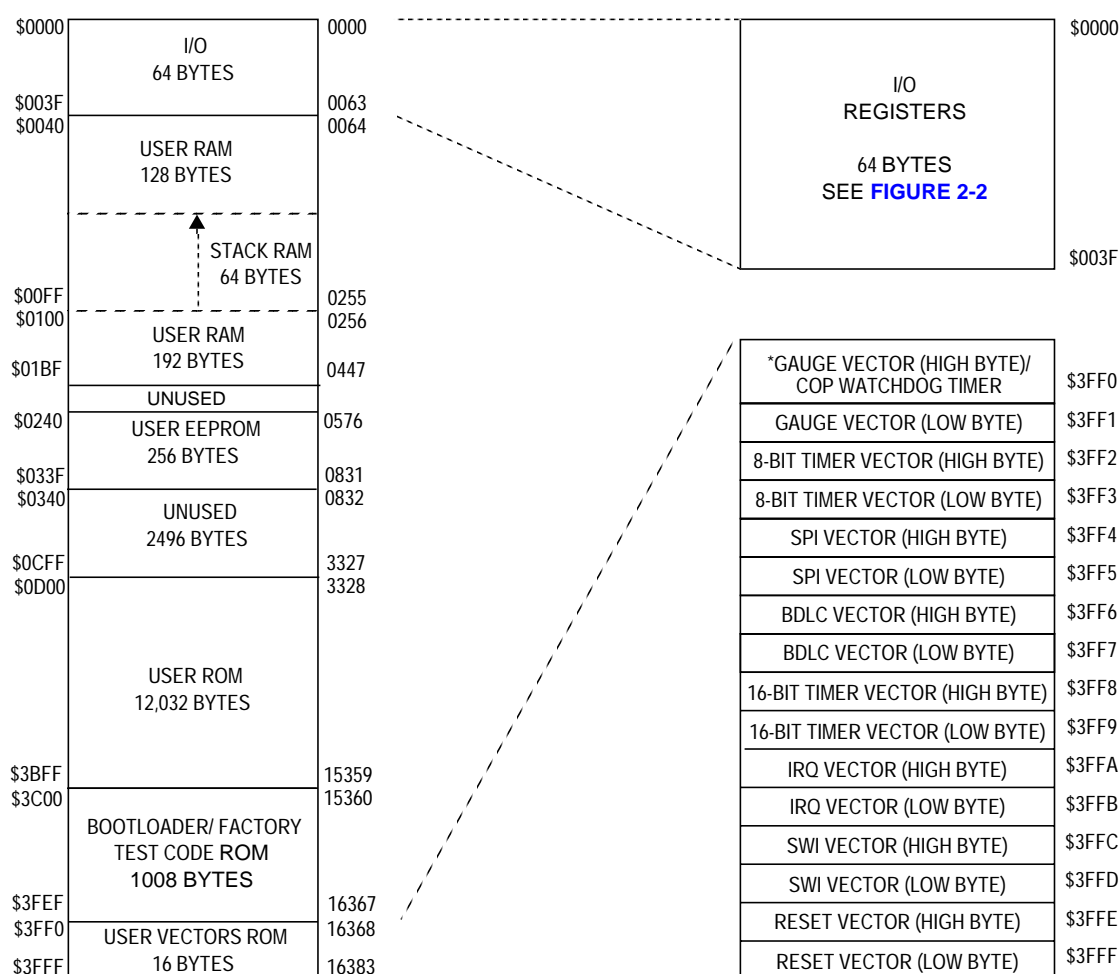 $0000
I/O
64 BYTES
0000
$003F
0063
$0040
0064
USER RAM
128 BYTES
STACK RAM
64 BYTES
$00FF
0255
$0100
0256
USER RAM
192 BYTES
$01BF
0447
UNUSED
$0240
0576
USER EEPROM
256 BYTES
$033F
0831
$0340
0832
UNUSED
2496 BYTES
$0CFF
3327
$0D00
3328
USER ROM
12,032 BYTES
$3BFF
15359
$3C00
15360
BOOTLOADER/ FACTORY
TEST CODE ROM
1008 BYTES
$3FEF
16367
$3FF0
16368
USER VECTORS ROM
16 BYTES
$3FFF
16383
$0000
I/O
REGISTERS
64 BYTES
SEE FIGURE 2-2
$003F
*GAUGE VECTOR (HIGH BYTE)/
COP WATCHDOG TIMER
$3FF0
GAUGE VECTOR (LOW BYTE)
$3FF1
8-BIT TIMER VECTOR (HIGH BYTE)
$3FF2
8-BIT TIMER VECTOR (LOW BYTE)
$3FF3
SPI VECTOR (HIGH BYTE)
$3FF4
SPI VECTOR (LOW BYTE)
$3FF5
BDLC VECTOR (HIGH BYTE)
$3FF6
BDLC VECTOR (LOW BYTE)
$3FF7
16-BIT TIMER VECTOR (HIGH BYTE)
$3FF8
16-BIT TIMER VECTOR (LOW BYTE)
$3FF9
IRQ VECTOR (HIGH BYTE)
$3FFA
IRQ VECTOR (LOW BYTE)
$3FFB
SWI VECTOR (HIGH BYTE)
$3FFC
SWI VECTOR (LOW BYTE)
$3FFD
RESET VECTOR (HIGH BYTE)
$3FFE
RESET VECTOR (LOW BYTE)
$3FFF